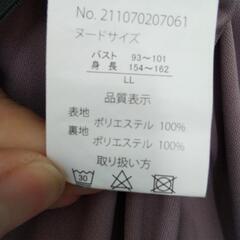 No. 211070207061
ヌードサイズ
バスト 93～101
身長 154～162
LL
品質表示
表地 ポリエステル 100%
裏地 ポリエステル 100%
取り扱い方
30